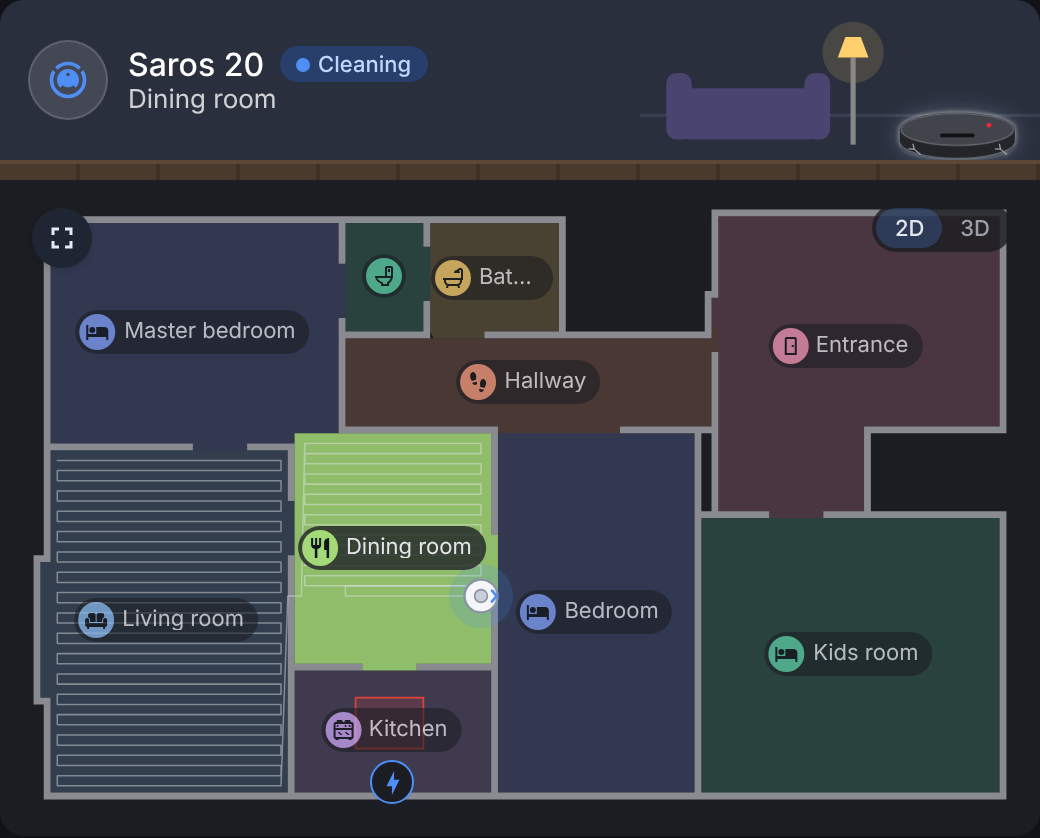 Saros 20
Cleaning
Dining room
2D
3D
Bat...
Master bedroom
Entrance
Hallway
Dining room
Living room
Bedroom
Kids room
Kitchen